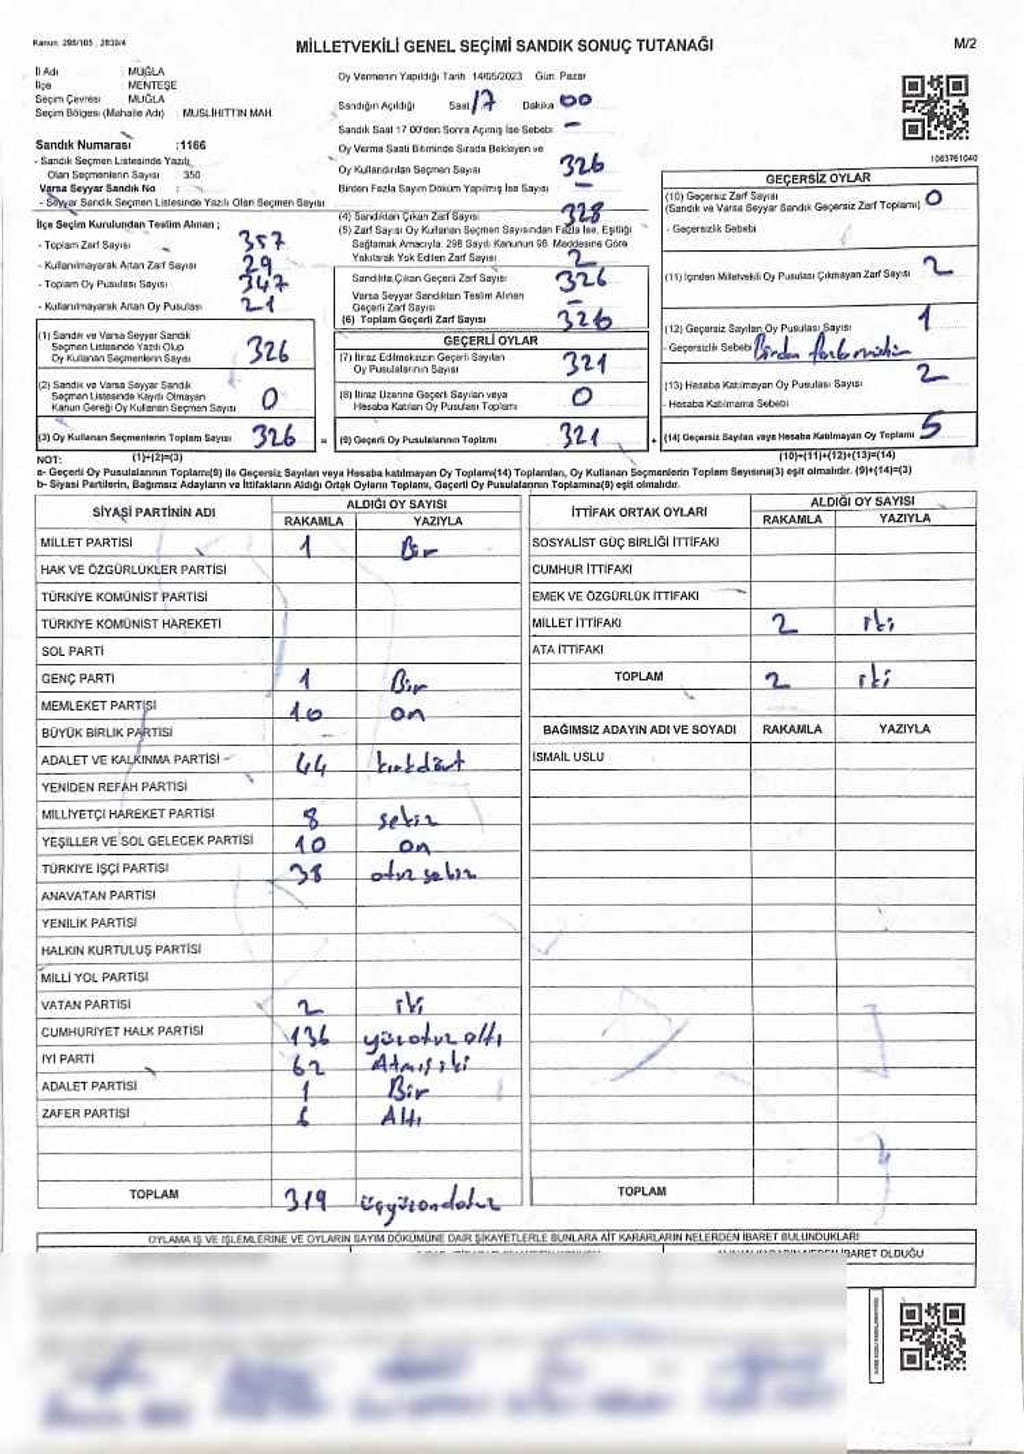 Kanun: 298/105 , 2839/4
MİLLETVEKİLİ GENEL SEÇİMİ SANDIK SONUÇ TUTANAĞI
M/2
İl Adı : MUĞLA
İlçe MENTEŞE
Seçim Çevresi MUĞLA
Seçim Bölgesi (Mahalle Adı) : MUSLİHİTTİN MAH.
Sandık Numarası :1166
- Sandık Seçmen Listesinde Yazılı
Olan Seçmenlerin Sayısı : 350
Varsa Seyyar Sandık No :
- Seyyar Sandık Seçmen Listesinde Yazılı Olan Seçmen Sayısı
İlçe Seçim Kurulundan Teslim Alınan ;
- Toplam Zarf Sayısı 357
- Kullanılmayarak Artan Zarf Sayısı 29
- Toplam Oy Pusulası Sayısı 347
- Kullanılmayarak Artan Oy Pusulası 21
(1) Sandık ve Varsa Seyyar Sandık
Seçmen Listesinde Yazılı Olup
Oy Kullanan Seçmenlerin Sayısı 326
(2) Sandık ve Varsa Seyyar Sandık
Seçmen Listesinde Kaydı Olmayan
Kanun Gereği Oy Kullanan Seçmen Sayısı 0
(3) Oy Kullanan Seçmenlerin Toplam Sayısı 326 =
Oy Vermenin Yapıldığı Tarih 14/05/2023 Gün: Pazar
Sandığın Açıldığı Saat 17 Dakika 00
Sandık Saat 17.00'den Sonra Açılmış İse Sebebi: -
Oy Verme Saati Bitiminde Sırada Bekleyen ve
Oy Kullandırılan Seçmen Sayısı 326
Birden Fazla Sayım Döküm Yapılmış İse Sayısı -
(4) Sandıktan Çıkan Zarf Sayısı 328
(5) Zarf Sayısı Oy Kullanan Seçmen Sayısından Fazla İse, Eşitliği
Sağlamak Amacıyla, 298 Sayılı Kanunun 98. Maddesine Göre
Yakılarak Yok Edilen Zarf Sayısı 2
Sandıkta Çıkan Geçerli Zarf Sayısı 326
Varsa Seyyar Sandıktan Teslim Alınan
Geçerli Zarf Sayısı -
(6) Toplam Geçerli Zarf Sayısı 326
GEÇERLİ OYLAR
(7) İtiraz Edilmeksizin Geçerli Sayılan
Oy Pusulalarının Sayısı 321
(8) İtiraz Üzerine Geçerli Sayılan veya
Hesaba Katılan Oy Pusulası Toplamı 0
(9) Geçerli Oy Pusulalarının Toplamı 321 +
1063761040
GEÇERSİZ OYLAR
(10) Geçersiz Zarf Sayısı 0
(Sandık ve Varsa Seyyar Sandık Geçersiz Zarf Toplamı)
- Geçersizlik Sebebi
(11) İçinden Milletvekili Oy Pusulası Çıkmayan Zarf Sayısı 2
(12) Geçersiz Sayılan Oy Pusulası Sayısı 1
- Geçersizlik Sebebi Birden
(13) Hesaba Katılmayan Oy Pusulası Sayısı 2
- Hesaba Katılmama Sebebi
(14) Geçersiz Sayılan veya Hesaba Katılmayan Oy Toplamı 5
NOT: (1)+(2)=(3) (10)+(11)+(12)+(13)=(14)
a- Geçerli Oy Pusulalarının Toplamı(9) ile Geçersiz Sayılan veya Hesaba katılmayan Oy Toplamı(14) Toplamları, Oy Kullanan Seçmenlerin Toplam Sayısına(3) eşit olmalıdır. (9)+(14)=(3)
b- Siyasi Partilerin, Bağımsız Adayların ve İttifakların Aldığı Ortak Oyların Toplamı, Geçerli Oy Pusulalarının Toplamına(9) eşit olmalıdır.
SİYASİ PARTİNİN ADI ALDIĞI OY SAYISI
RAKAMLA YAZIYLA
MİLLET PARTİSİ 1 Bir
HAK VE ÖZGÜRLÜKLER PARTİSİ
TÜRKİYE KOMÜNİST PARTİSİ
TÜRKİYE KOMÜNİST HAREKETİ
SOL PARTİ
GENÇ PARTİ 1 Bir
MEMLEKET PARTİSİ 10 on
BÜYÜK BİRLİK PARTİSİ
ADALET VE KALKINMA PARTİSİ 44 kırkdört
YENİDEN REFAH PARTİSİ
MİLLİYETÇİ HAREKET PARTİSİ 8 sekiz
YEŞİLLER VE SOL GELECEK PARTİSİ 10 on
TÜRKİYE İŞÇİ PARTİSİ 38 otuz sekiz
ANAVATAN PARTİSİ
YENİLİK PARTİSİ
HALKIN KURTULUŞ PARTİSİ
MİLLİ YOL PARTİSİ
VATAN PARTİSİ 2 iki
CUMHURİYET HALK PARTİSİ 136 yüzotuz altı
İYİ PARTİ 62 Atmış iki
ADALET PARTİSİ 1 Bir
ZAFER PARTİSİ 6 Altı
TOPLAM 319 üçyüzondokuz
İTTİFAK ORTAK OYLARI ALDIĞI OY SAYISI
RAKAMLA YAZIYLA
SOSYALİST GÜÇ BİRLİĞİ İTTİFAKI
CUMHUR İTTİFAKI
EMEK VE ÖZGÜRLÜK İTTİFAKI
MİLLET İTTİFAKI 2 iki
ATA İTTİFAKI
TOPLAM 2 iki
BAĞIMSIZ ADAYIN ADI VE SOYADI RAKAMLA YAZIYLA
İSMAİL USLU
TOPLAM
OYLAMA İŞ VE İŞLEMLERİNE VE OYLARIN SAYIM DÖKÜMÜNE DAİR ŞİKAYETLERLE BUNLARA AİT KARARLARIN NELERDEN İBARET BULUNDUKLARI
İBARET OLDUĞU